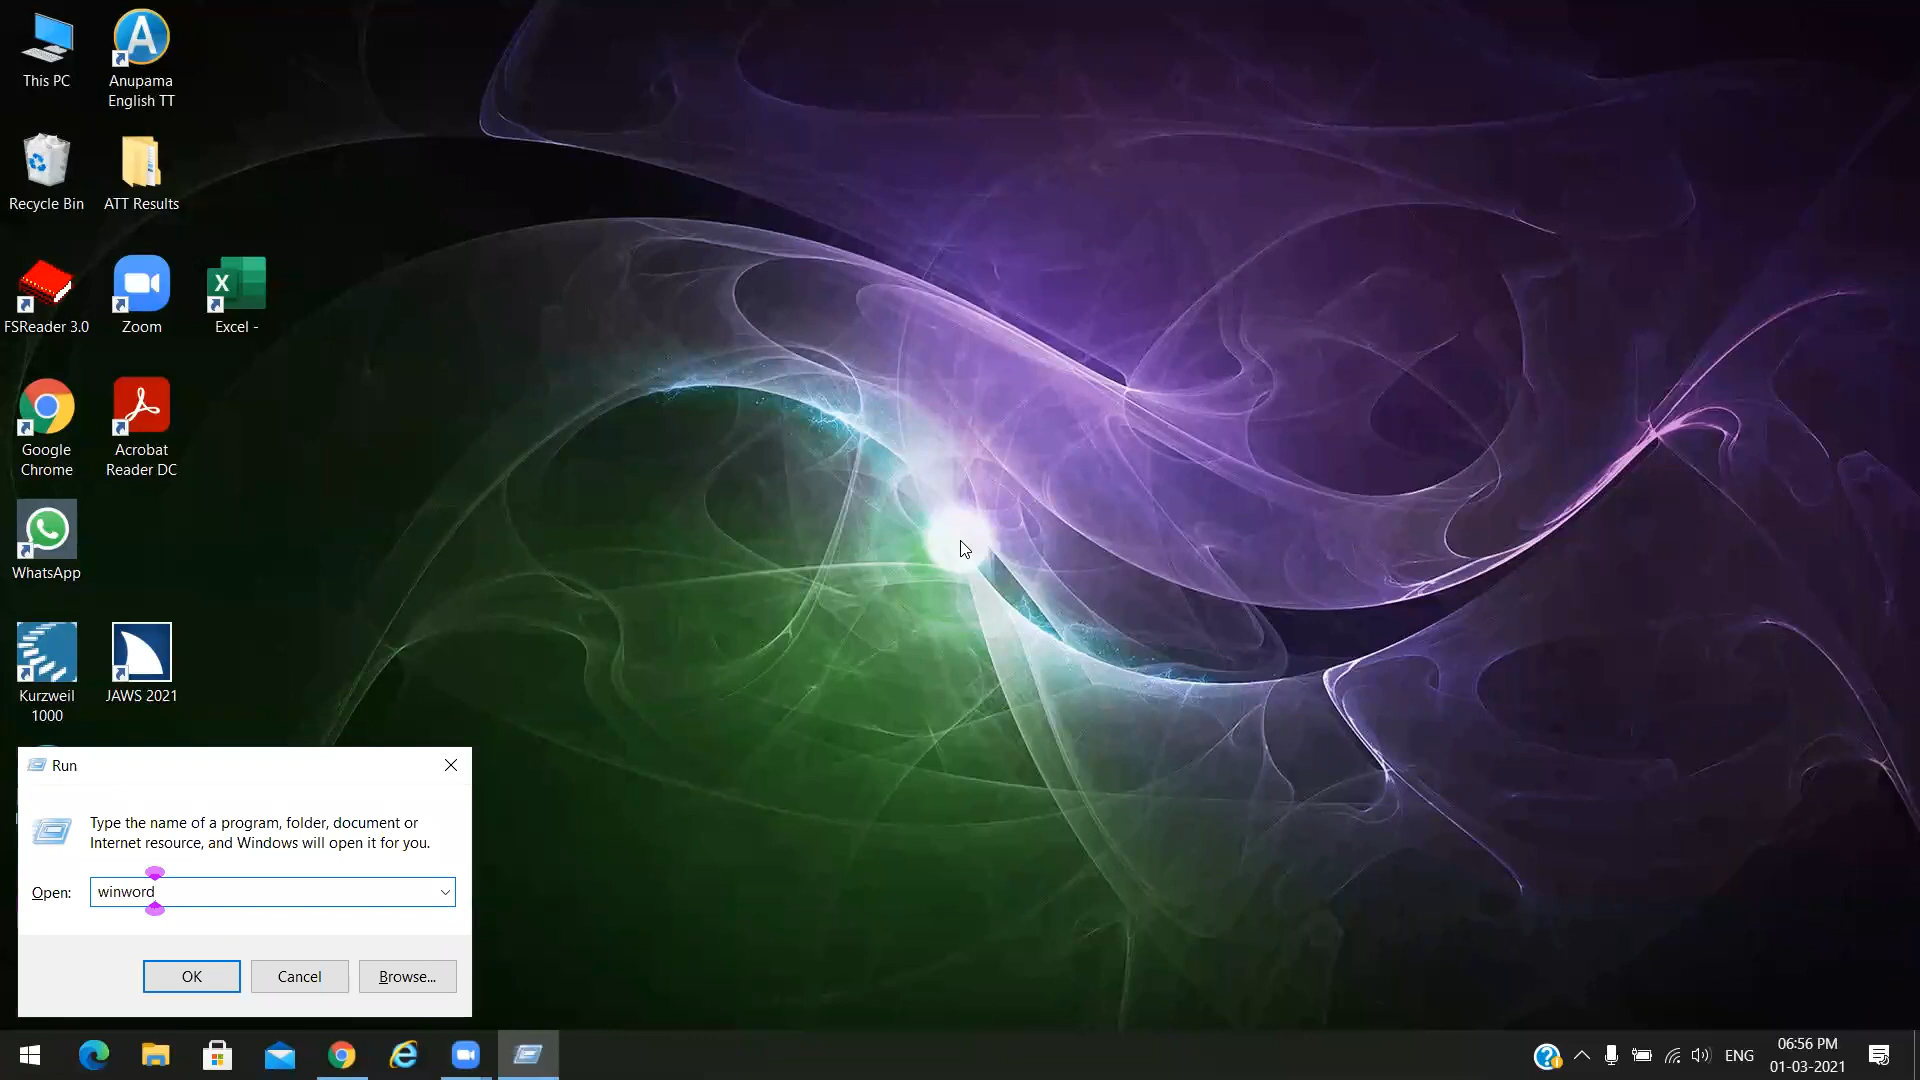 This PC
Anupama
English TT
Recycle Bin
ATT Results
FSReader 3.0
Zoom
Excel -
Google
Chrome
Acrobat
Reader DC
WhatsApp
Kurzweil
1000
JAWS 2021
Run
Type the name of a program, folder, document or
Internet resource, and Windows will open it for you.
Open:
winword
OK
Cancel
Browse...
ENG
06:56 PM
01-03-2021